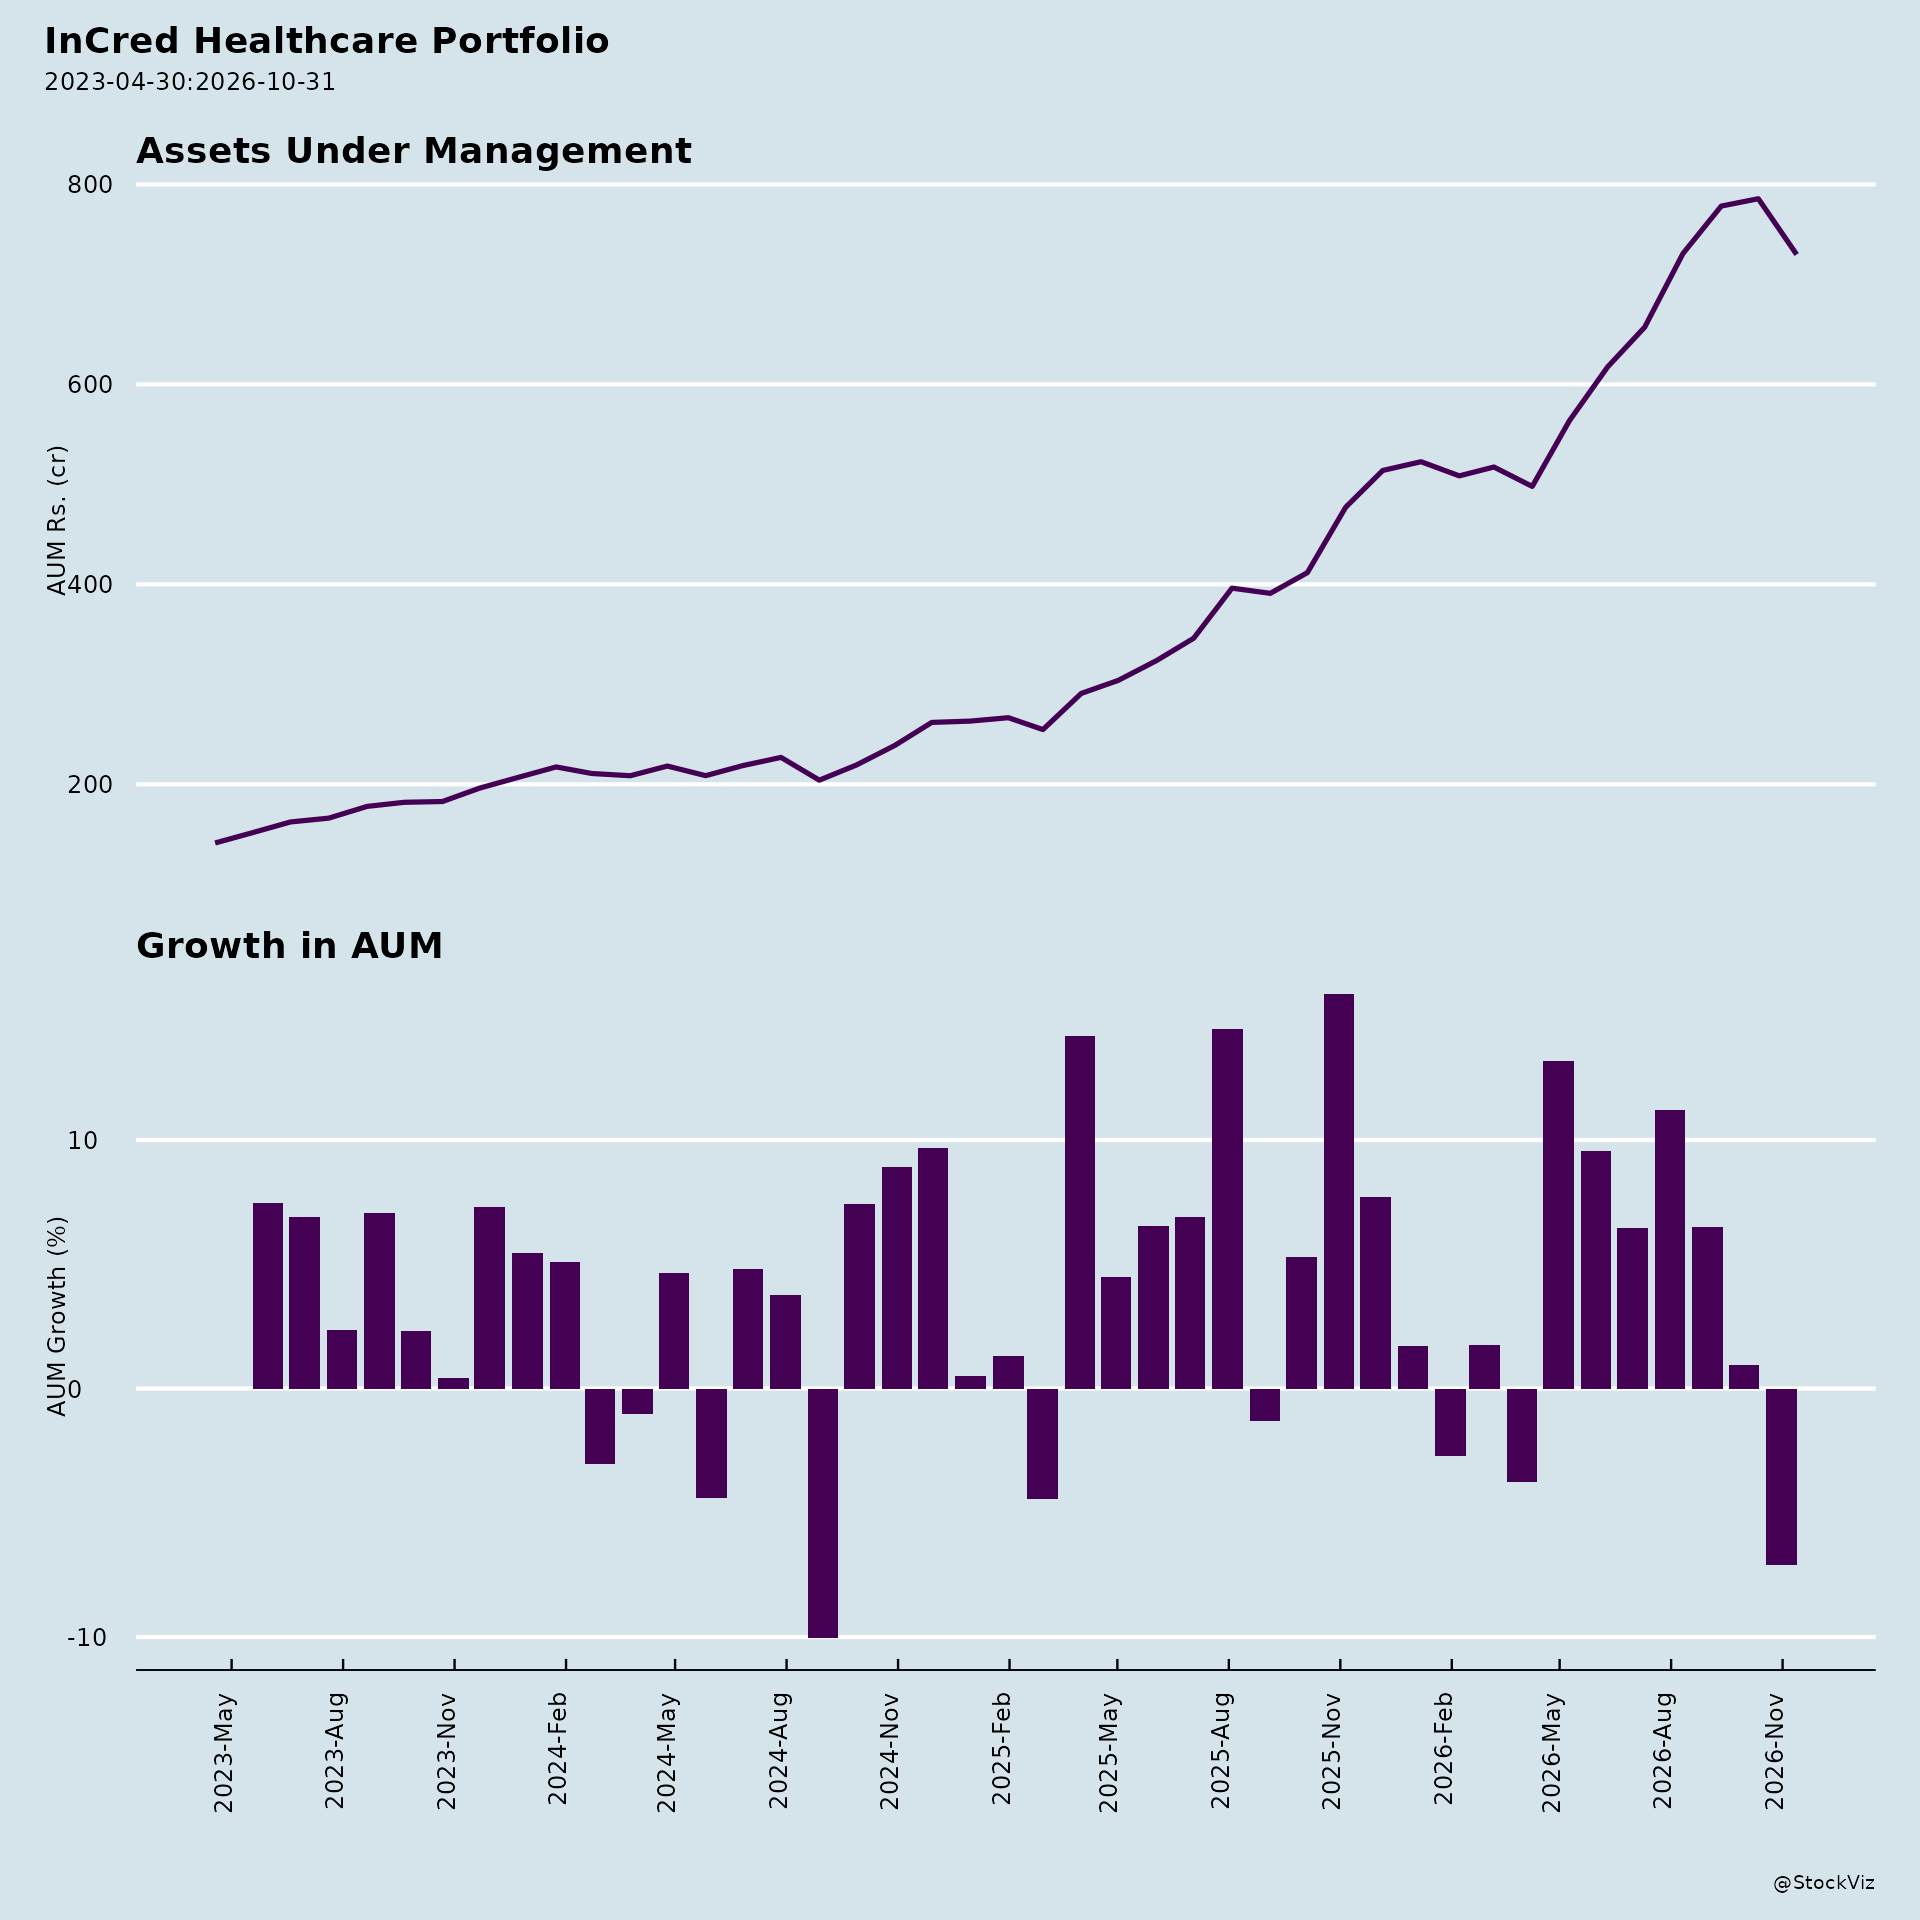 InCred Healthcare Portfolio
2023-04-30:2026-10-31
Assets Under Management
800
600
400
200
AUM Rs. (cr)
Growth in AUM
10
0
-10
AUM Growth (%)
2023-May
2023-Aug
2023-Nov
2024-Feb
2024-May
2024-Aug
2024-Nov
2025-Feb
2025-May
2025-Aug
2025-Nov
2026-Feb
2026-May
2026-Aug
2026-Nov
@StockViz